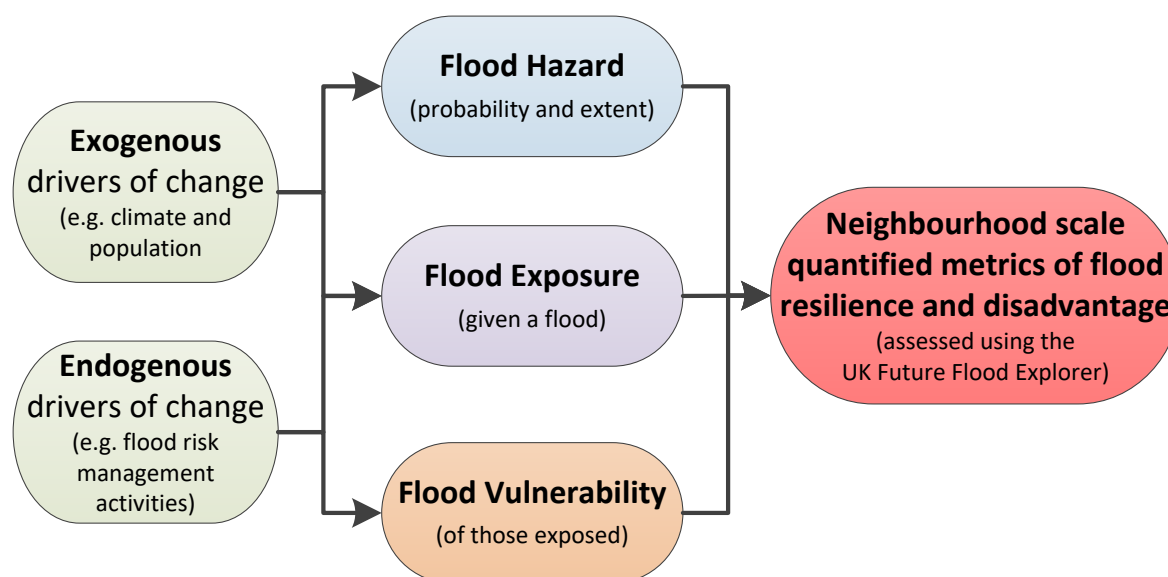 Exogenous
drivers of change
(e.g. climate and
population
Endogenous
drivers of change
(e.g. flood risk
management
activities)
Flood Hazard
(probability and extent)
Flood Exposure
(given a flood)
Flood Vulnerability
(of those exposed)
Neighbourhood scale
quantified metrics of flood
resilience and disadvantage
(assessed using the
UK Future Flood Explorer)